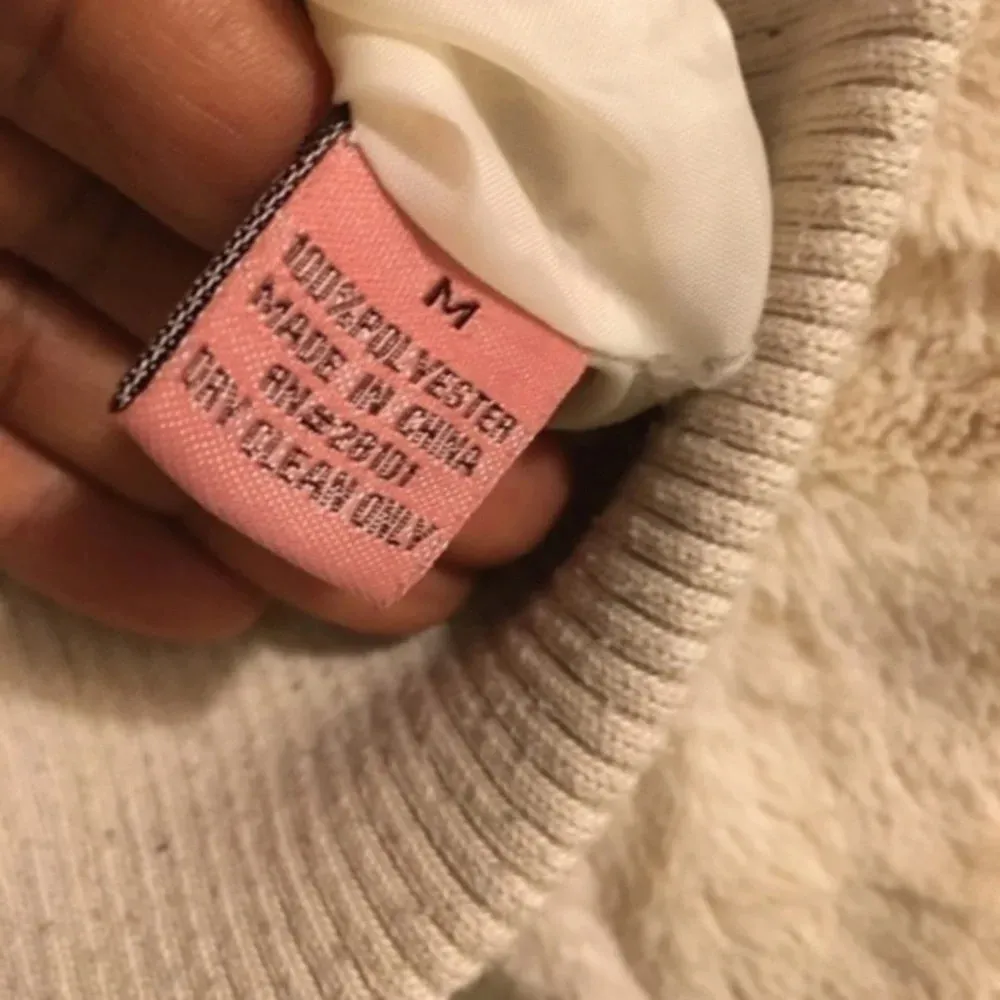 M
100%POLYESTER
MADE IN CHINA
RN#28101
DRY CLEAN ONLY